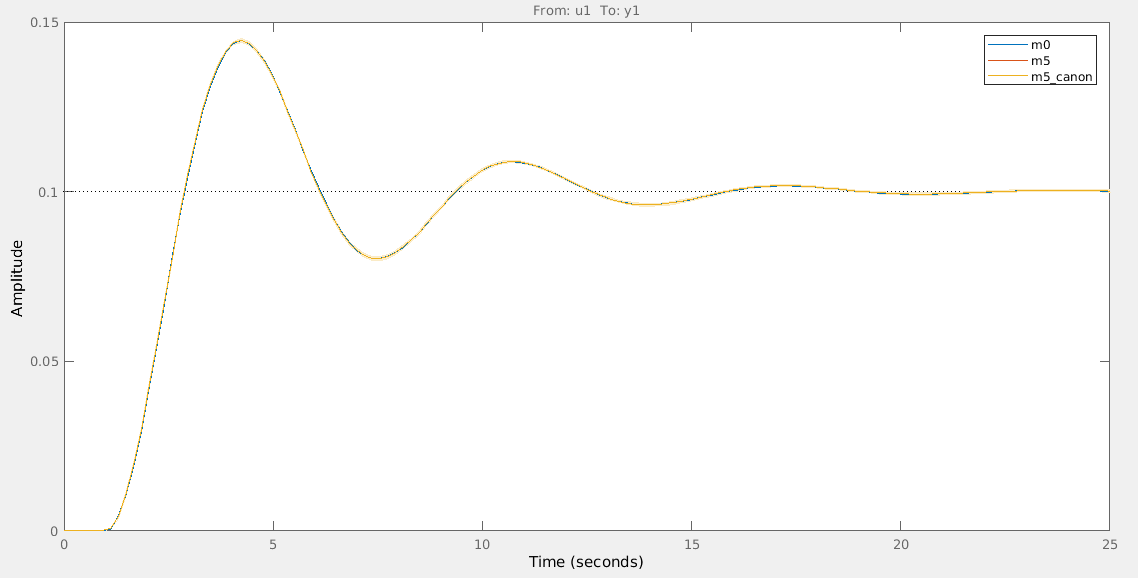 From: u1 To: y1
0.15
m0
m5
m5_canon
0.1
Amplitude
0.05
0
0 5 10 15 20 25
Time (seconds)